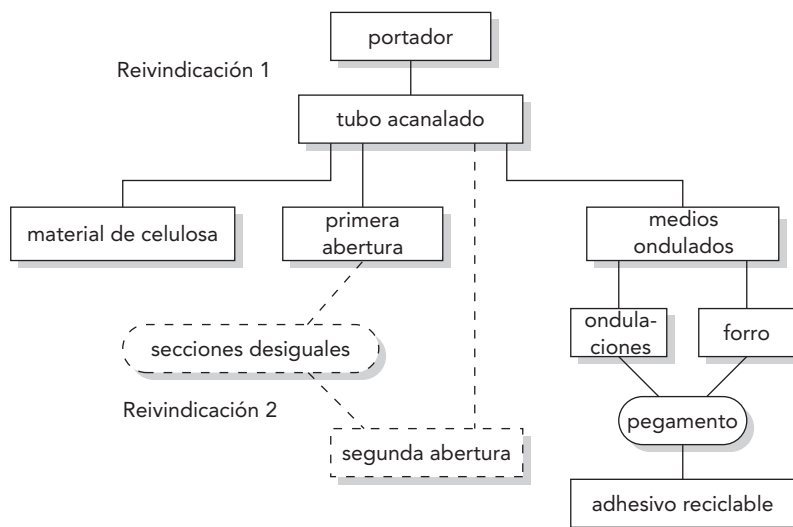 portador
Reivindicación 1
tubo acanalado
material de celulosa
primera
abertura
medios
ondulados
ondula-
ciones
forro
secciones desiguales
Reivindicación 2
pegamento
segunda abertura
adhesivo reciclable